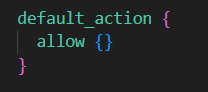 default_action {
  allow {}
}